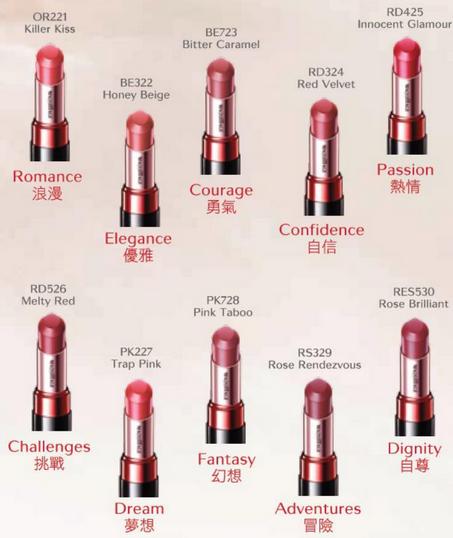 OR221
Killer Kiss
Romance
浪漫
BE322
Honey Beige
Elegance
優雅
BE723
Bitter Caramel
Courage
勇氣
RD324
Red Velvet
Confidence
自信
RD425
Innocent Glamour
Passion
熱情
RD526
Melty Red
Challenges
挑戰
PK227
Trap Pink
Dream
夢想
PK728
Pink Taboo
Fantasy
幻想
RS329
Rose Rendezvous
Adventures
冒險
RES530
Rose Brilliant
Dignity
自尊